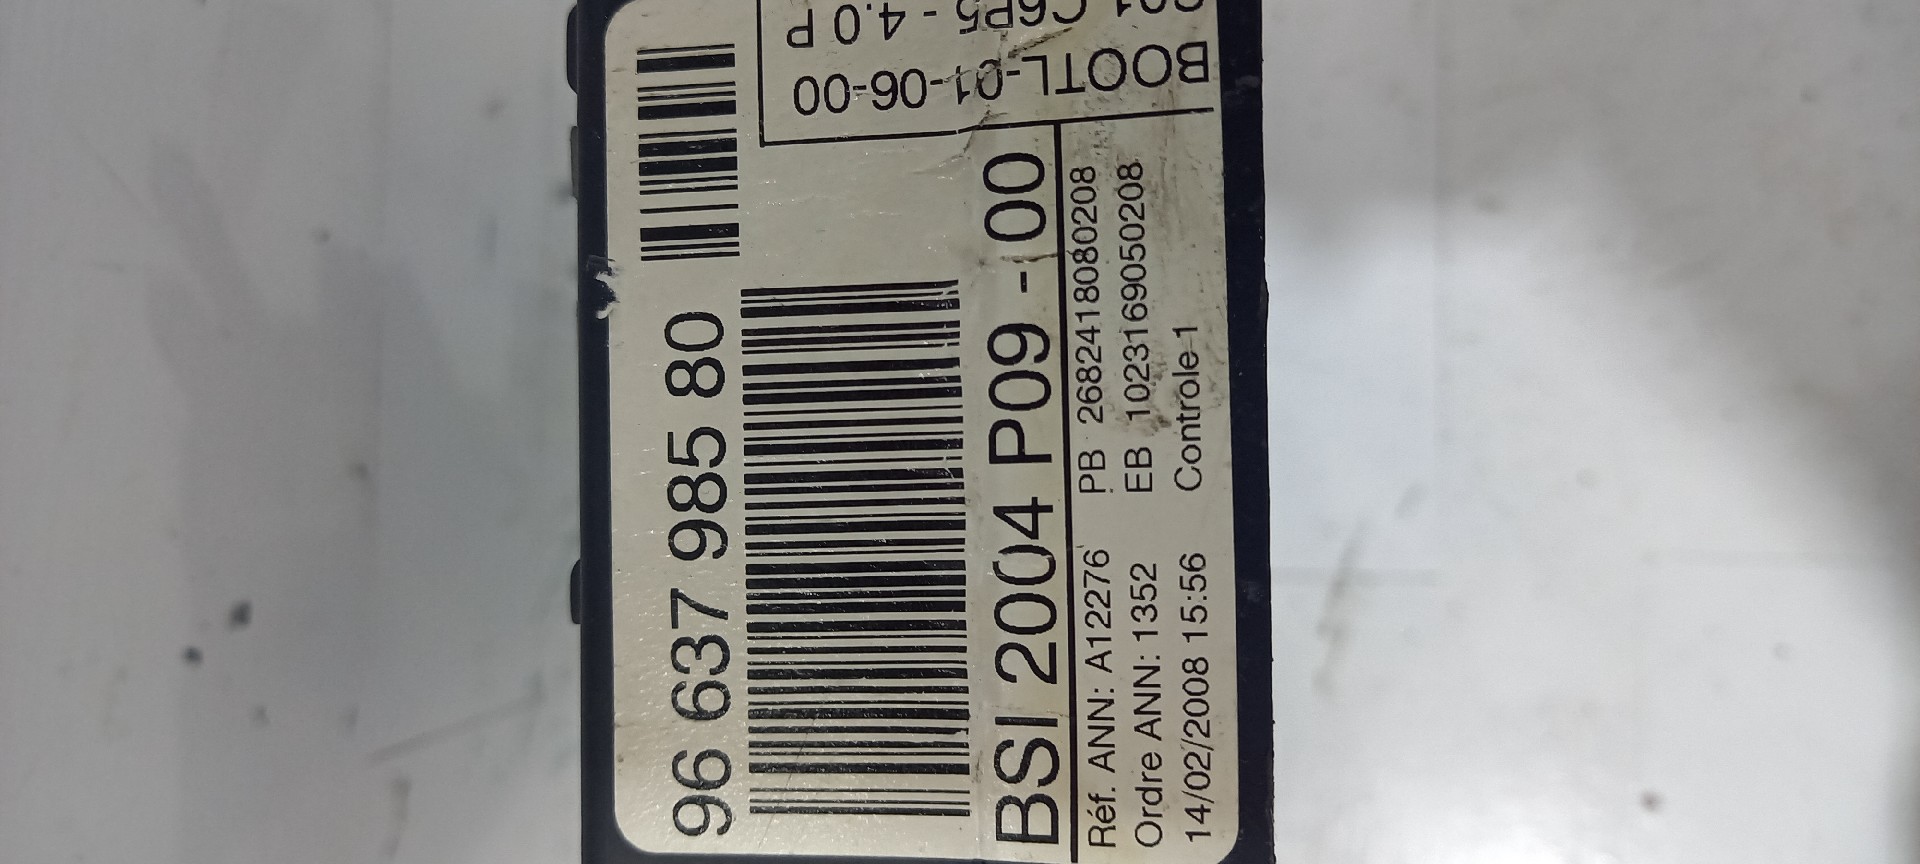 96 637 985 80
BSI 2004 P09 - 00
Réf. ANN: A12276
PB 2682418080208
Ordre ANN: 1352
EB 1023169050208
14/02/2008 15:56
Controle 1
BOOTL-01-06-00
C6P5 - 4.0 P